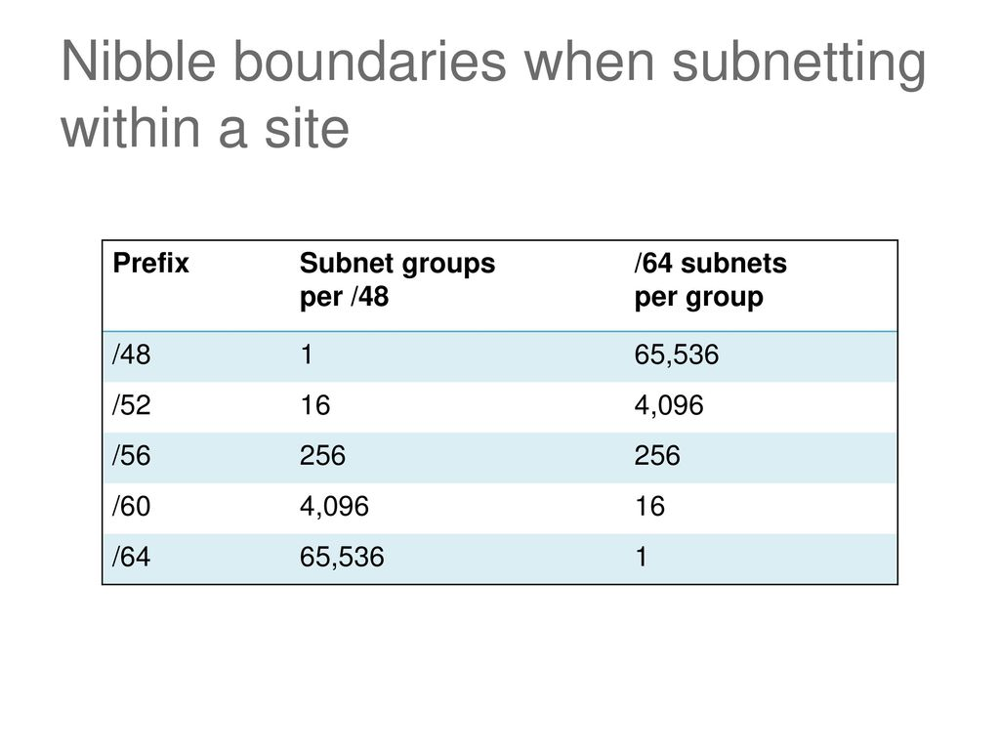 Nibble boundaries when subnetting
within a site
Prefix Subnet groups per /48 /64 subnets per group
/48 1 65,536
/52 16 4,096
/56 256 256
/60 4,096 16
/64 65,536 1